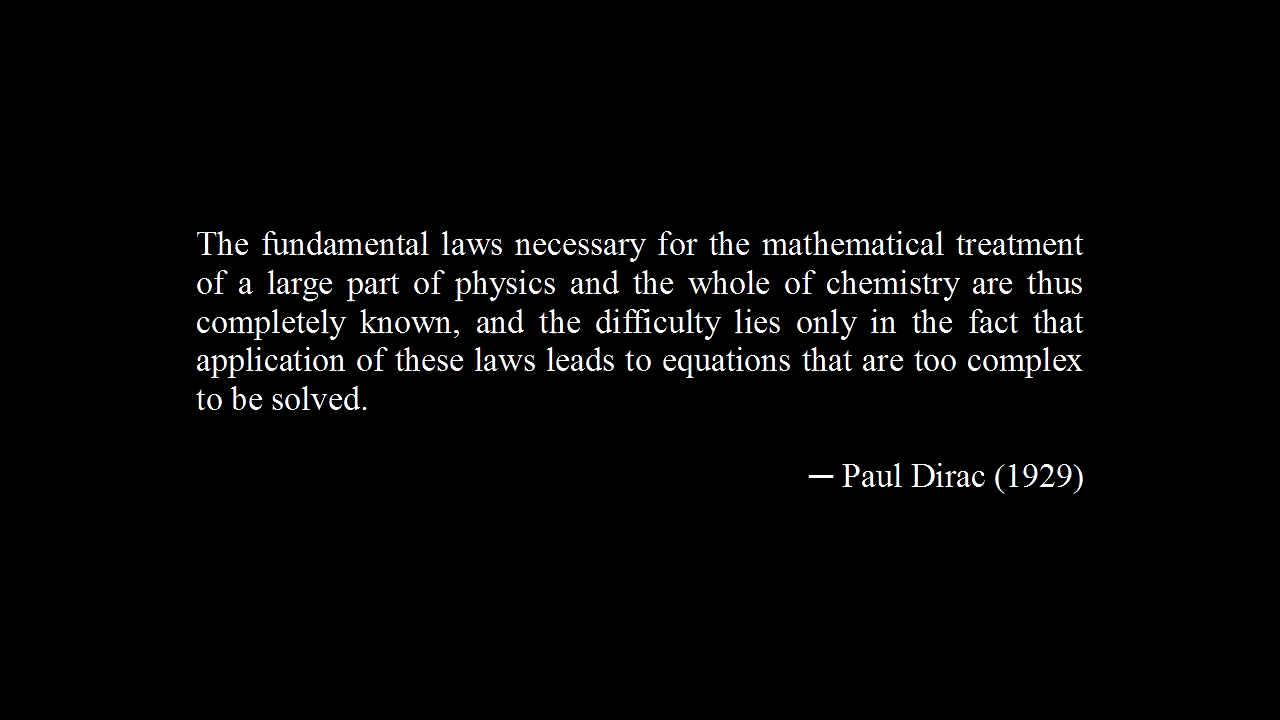 The fundamental laws necessary for the mathematical treatment
of a large part of physics and the whole of chemistry are thus
completely known, and the difficulty lies only in the fact that
application of these laws leads to equations that are too complex
to be solved.
— Paul Dirac (1929)